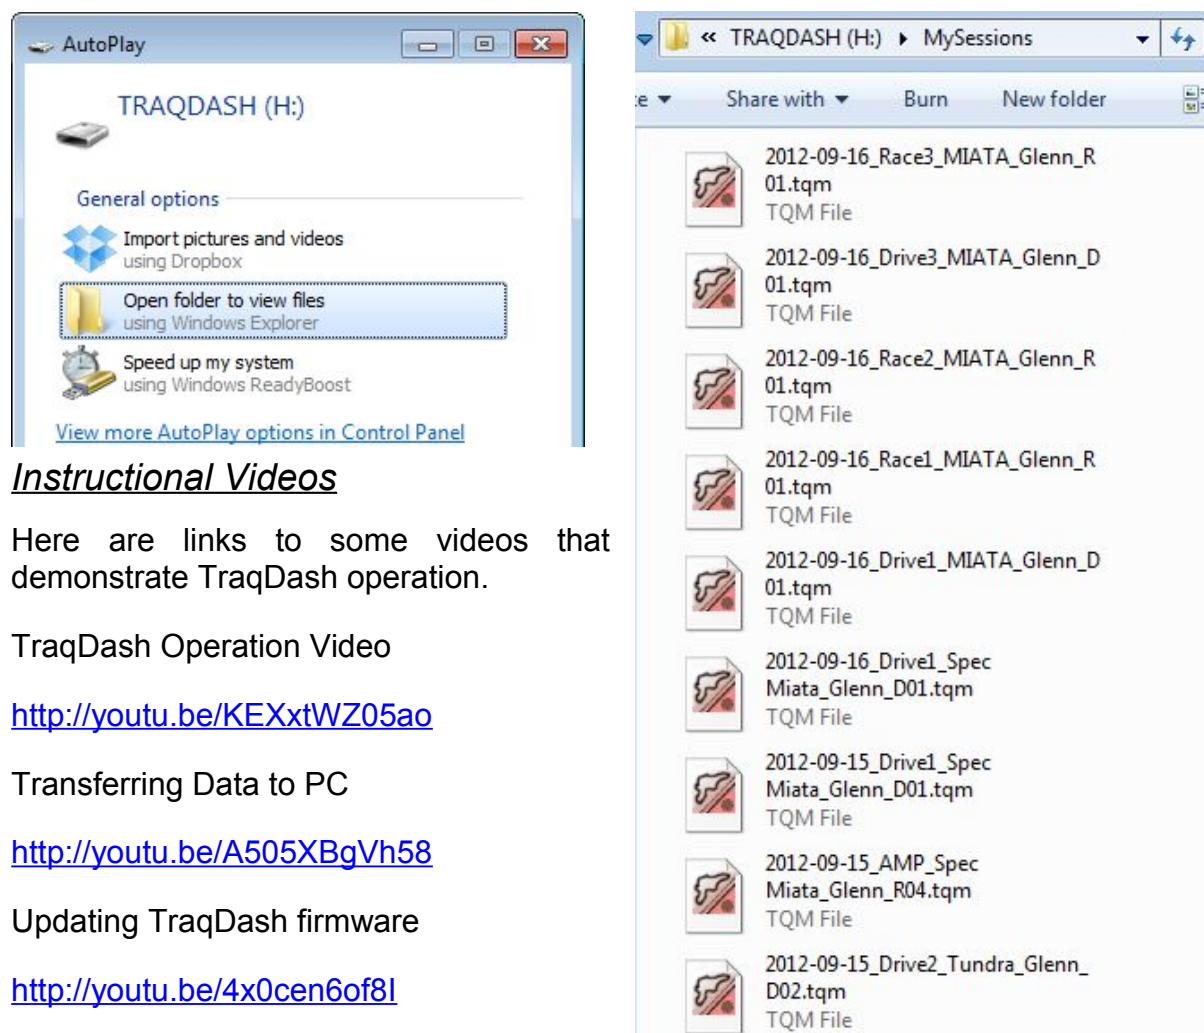 AutoPlay
TRAQDASH (H:)
General options
Import pictures and videos
using Dropbox
Open folder to view files
using Windows Explorer
Speed up my system
using Windows ReadyBoost
View more AutoPlay options in Control Panel
Instructional Videos
Here are links to some videos that
demonstrate TraqDash operation.
TraqDash Operation Video
http://youtu.be/KEXxtWZ05ao
Transferring Data to PC
http://youtu.be/A505XBgVh58
Updating TraqDash firmware
http://youtu.be/4x0cen6of8I
« TRAQDASH (H:) ▸ MySessions
e Share with Burn New folder
2012-09-16_Race3_MIATA_Glenn_R
01.tqm
TQM File
2012-09-16_Drive3_MIATA_Glenn_D
01.tqm
TQM File
2012-09-16_Race2_MIATA_Glenn_R
01.tqm
TQM File
2012-09-16_Race1_MIATA_Glenn_R
01.tqm
TQM File
2012-09-16_Drive1_MIATA_Glenn_D
01.tqm
TQM File
2012-09-16_Drive1_Spec
Miata_Glenn_D01.tqm
TQM File
2012-09-15_Drive1_Spec
Miata_Glenn_D01.tqm
TQM File
2012-09-15_AMP_Spec
Miata_Glenn_R04.tqm
TQM File
2012-09-15_Drive2_Tundra_Glenn_
D02.tqm
TQM File